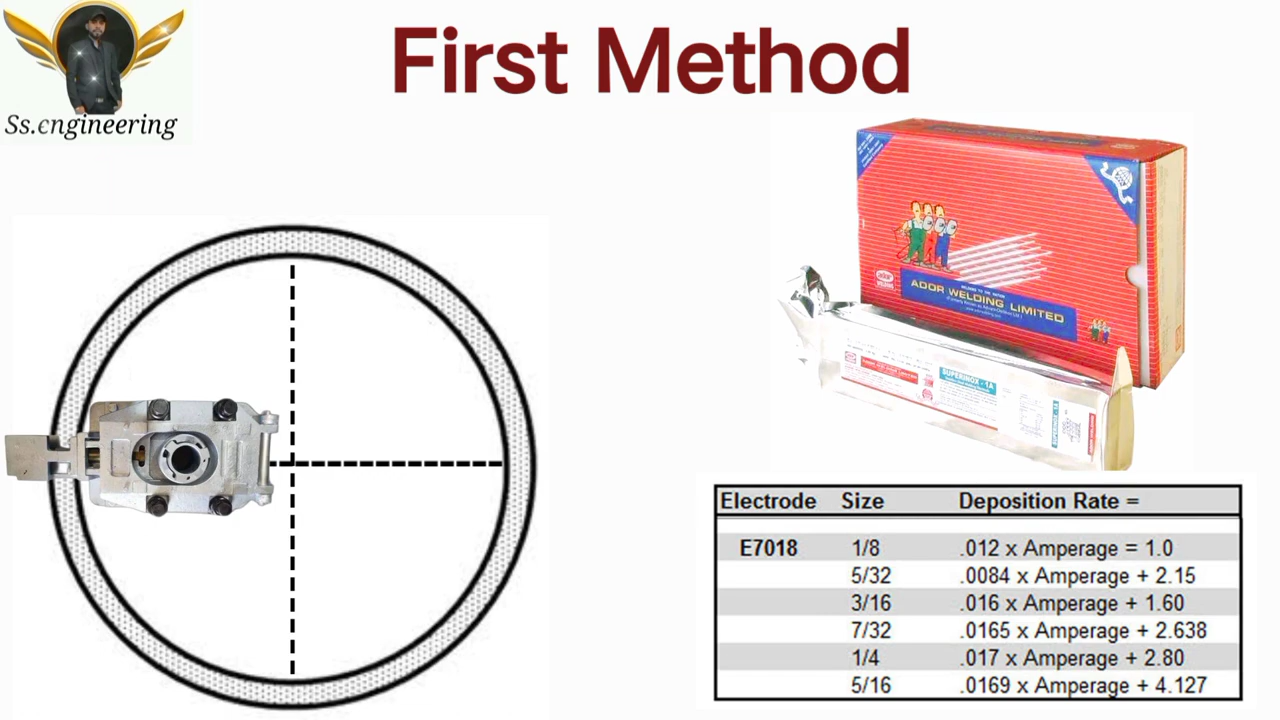 First Method
Ss.engineering
ADOR WELDING LIMITED
SUPERINOX - 1A
Electrode Size Deposition Rate =
E7018 1/8 .012 x Amperage = 1.0
5/32 .0084 x Amperage + 2.15
3/16 .016 x Amperage + 1.60
7/32 .0165 x Amperage + 2.638
1/4 .017 x Amperage + 2.80
5/16 .0169 x Amperage + 4.127